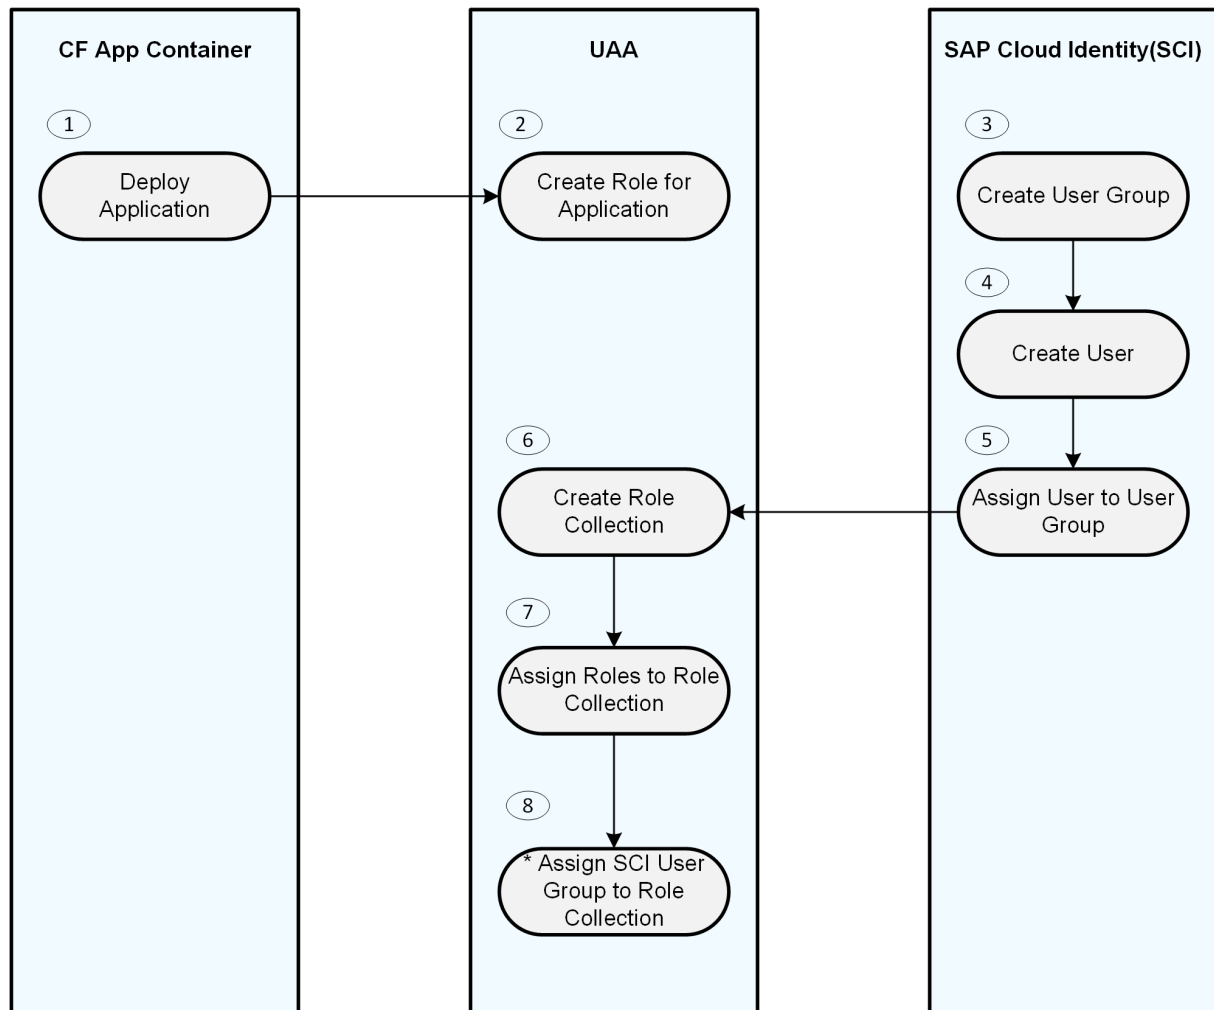 CF App Container
UAA
SAP Cloud Identity(SCI)
1
2
3
Deploy
Application
Create Role for
Application
Create User Group
4
Create User
6
5
Create Role
Collection
Assign User to User
Group
7
Assign Roles to Role
Collection
8
* Assign SCI User
Group to Role
Collection